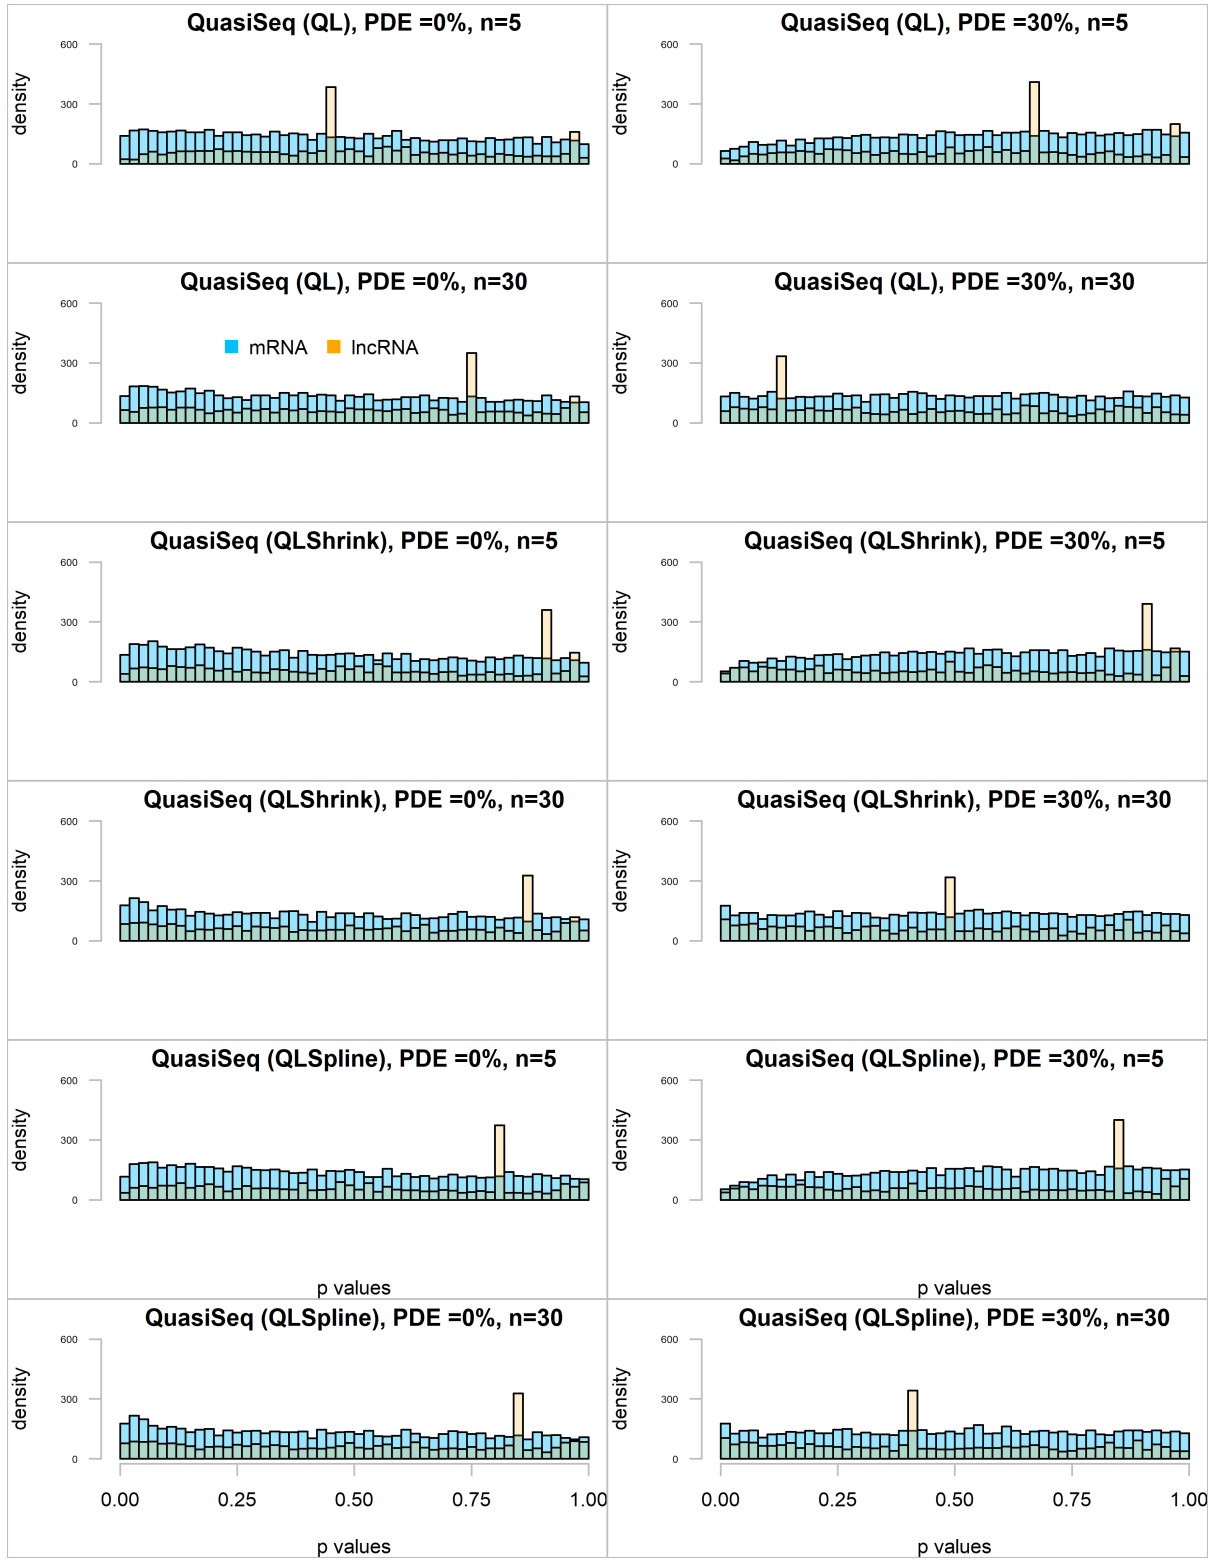 QuasiSeq (QL), PDE =0%, n=5
600
300
0
density
QuasiSeq (QL), PDE =30%, n=5
600
300
0
density
QuasiSeq (QL), PDE =0%, n=30
600
300
0
density
mRNA lncRNA
QuasiSeq (QL), PDE =30%, n=30
600
300
0
density
QuasiSeq (QLShrink), PDE =0%, n=5
600
300
0
density
QuasiSeq (QLShrink), PDE =30%, n=5
600
300
0
density
QuasiSeq (QLShrink), PDE =0%, n=30
600
300
0
density
QuasiSeq (QLShrink), PDE =30%, n=30
600
300
0
density
QuasiSeq (QLSpline), PDE =0%, n=5
600
300
0
density
p values
QuasiSeq (QLSpline), PDE =30%, n=5
600
300
0
density
p values
QuasiSeq (QLSpline), PDE =0%, n=30
600
300
0
density
0.00 0.25 0.50 0.75 1.00
p values
QuasiSeq (QLSpline), PDE =30%, n=30
600
300
0
density
0.00 0.25 0.50 0.75 1.00
p values